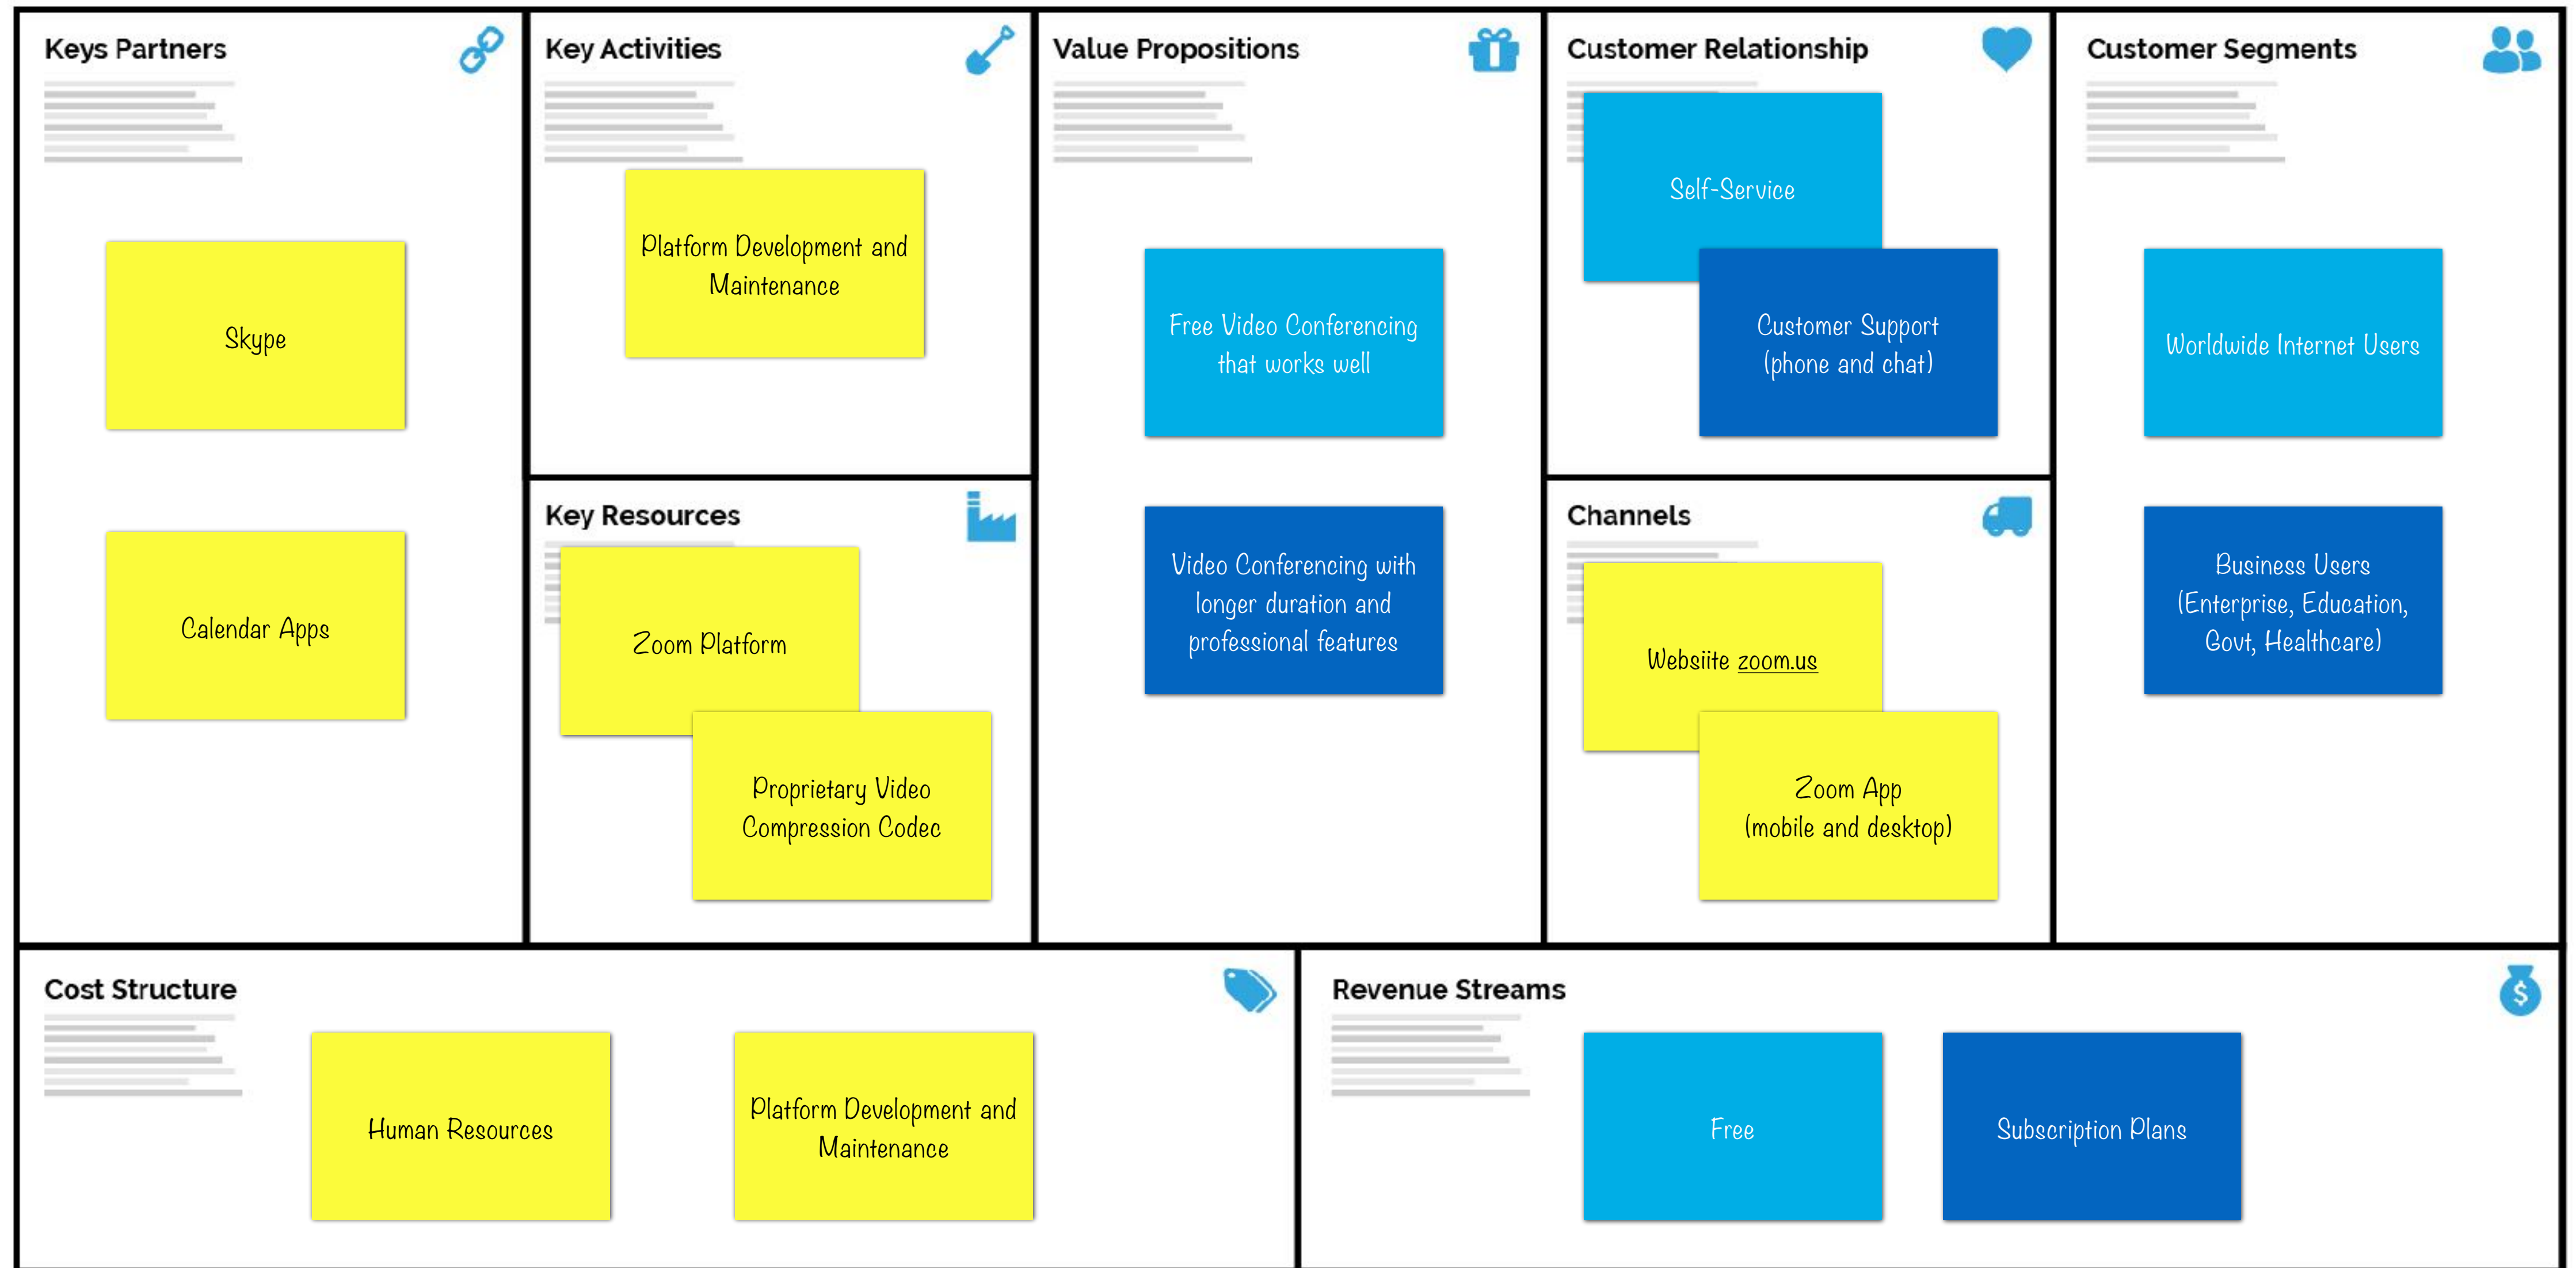 Keys Partners
Skype
Calendar Apps
Key Activities
Platform Development and
Maintenance
Key Resources
Zoom Platform
Proprietary Video
Compression Codec
Value Propositions
Free Video Conferencing
that works well
Video Conferencing with
longer duration and
professional features
Customer Relationship
Self-Service
Customer Support
(phone and chat)
Channels
Websiite zoom.us
Zoom App
(mobile and desktop)
Customer Segments
Worldwide Internet Users
Business Users
(Enterprise, Education,
Govt, Healthcare)
Cost Structure
Human Resources
Platform Development and
Maintenance
Revenue Streams
$
Free
Subscription Plans